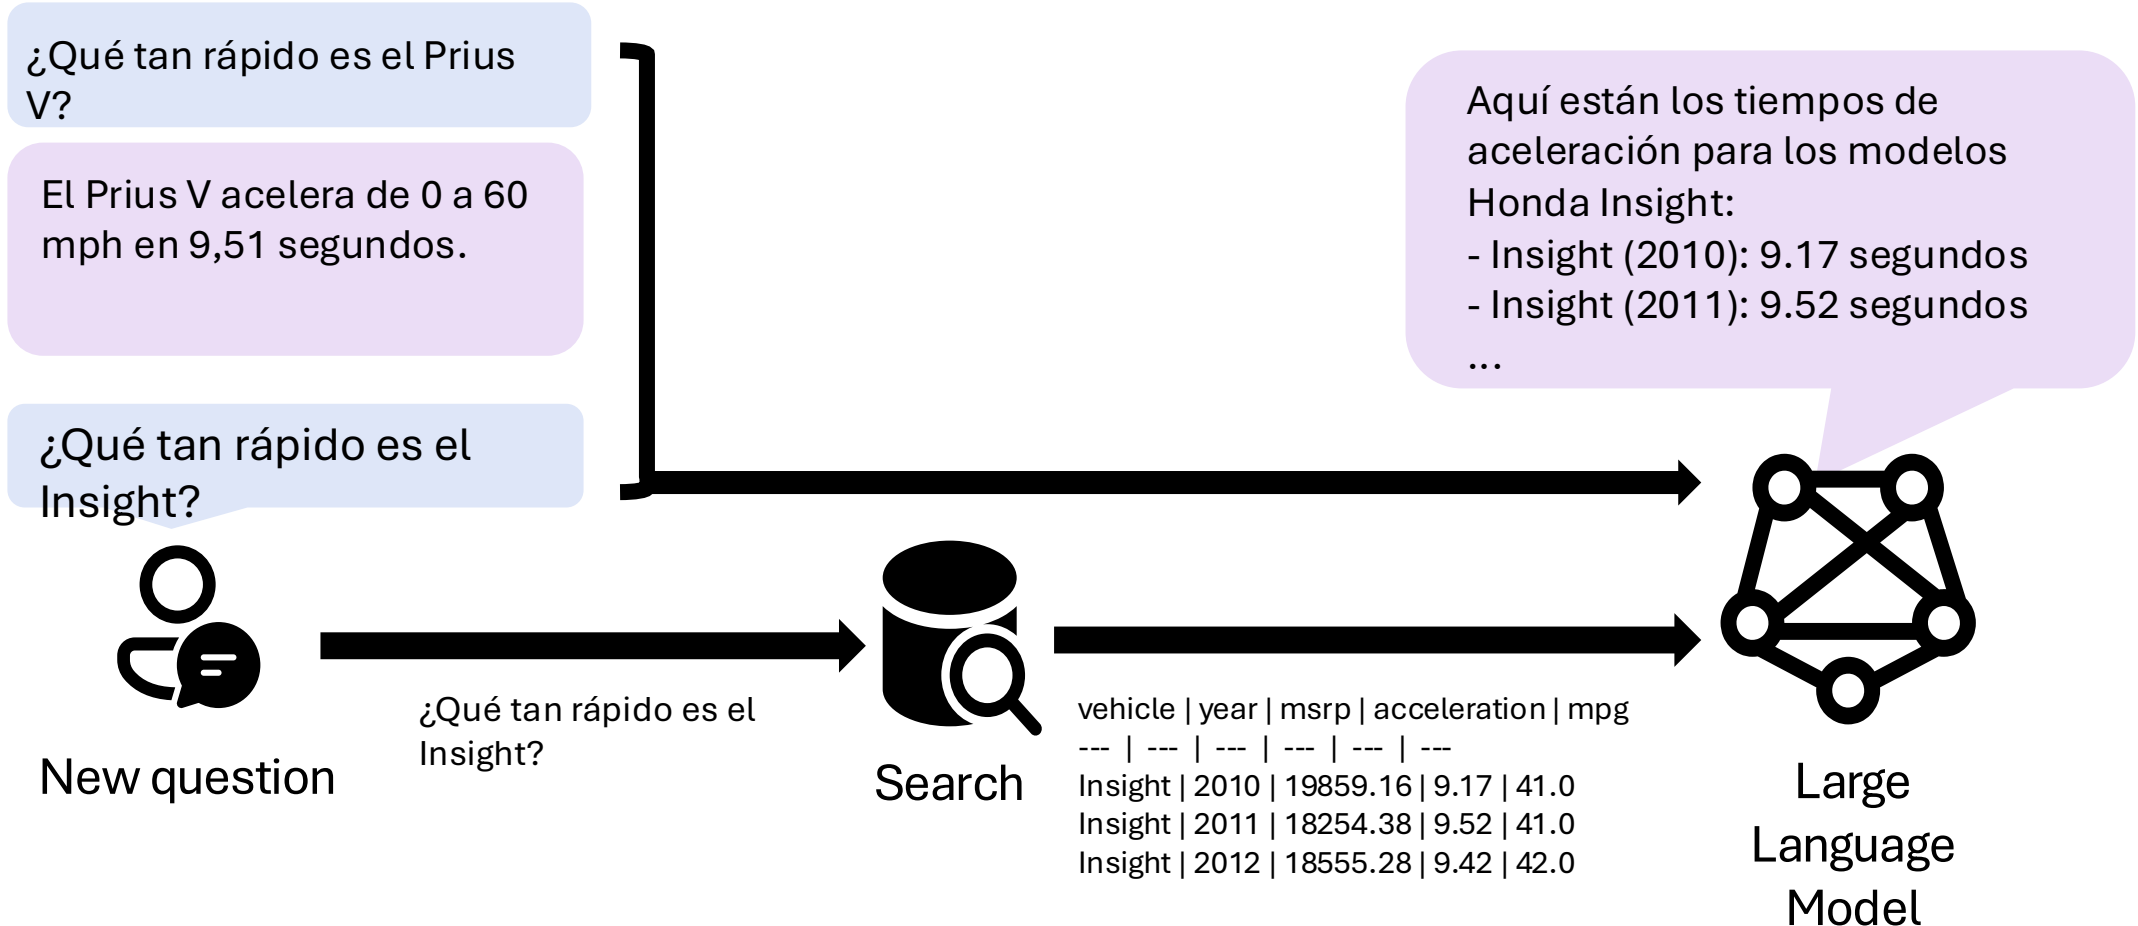 ¿Qué tan rápido es el Prius
V?
El Prius V acelera de 0 a 60
mph en 9,51 segundos.
¿Qué tan rápido es el
Insight?
New question
¿Qué tan rápido es el
Insight?
Search
vehicle | year | msrp | acceleration | mpg
--- | --- | --- | --- | --- | ---
Insight | 2010 | 19859.16 | 9.17 | 41.0
Insight | 2011 | 18254.38 | 9.52 | 41.0
Insight | 2012 | 18555.28 | 9.42 | 42.0
Aquí están los tiempos de
aceleración para los modelos
Honda Insight:
- Insight (2010): 9.17 segundos
- Insight (2011): 9.52 segundos
...
Large
Language
Model